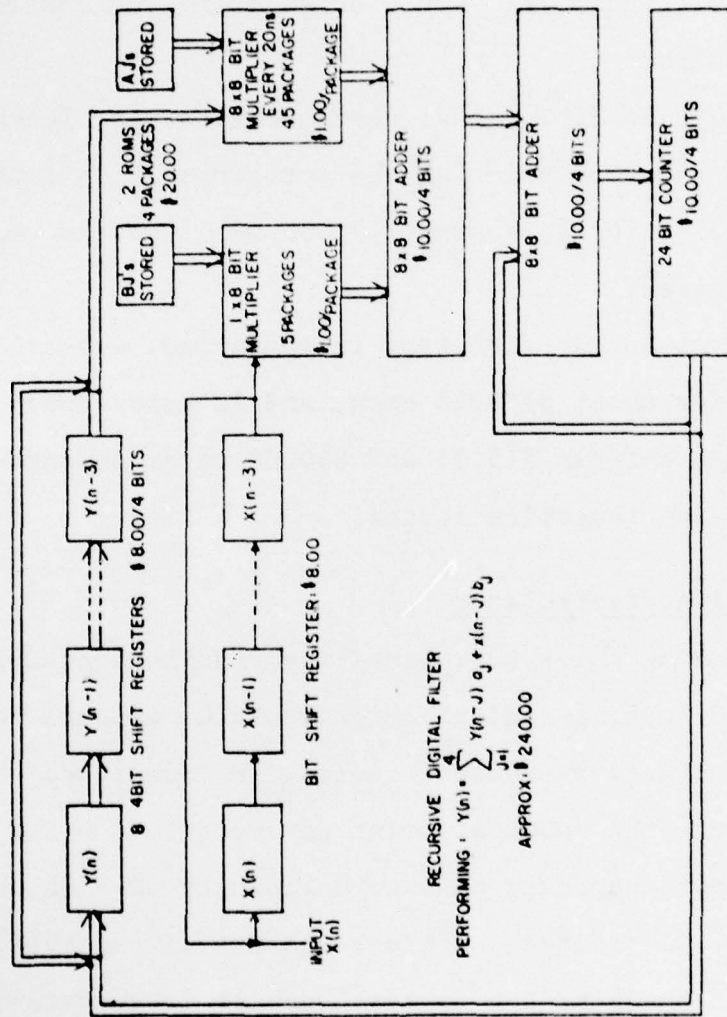 Y(n)
Y(n-1)
Y(n-3)
8 4BIT SHIFT REGISTERS $8.00/4 BITS
2 ROMS
4 PACKAGES
$20.00
BJ's
STORED
AJs
STORED
INPUT
X(n)
X(n)
X(n-1)
X(n-3)
BIT SHIFT REGISTER: $8.00
1x8 BIT
MULTIPLIER
5 PACKAGES
$1.00/PACKAGE
8x8 BIT
MULTIPLIER
EVERY 20ns
45 PACKAGES
$1.00/PACKAGE
8x8 BIT ADDER
$10.00/4 BITS
8x8 BIT ADDER
$10.00/4 BITS
24 BIT COUNTER
$10.00/4 BITS
RECURSIVE DIGITAL FILTER
PERFORMING: Y(n)= 4∑j=1 Y(n-J) aJ + x(n-J) bJ
APPROX: $240.00